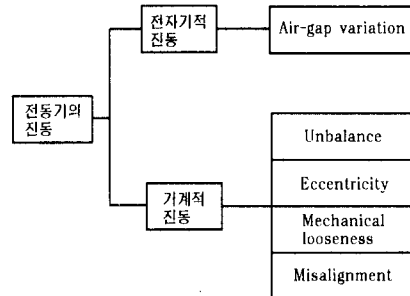 전자기적
진동
Air-gap variation
전동기의
진동
기계적
진동
Unbalance
Eccentricity
Mechanical
looseness
Misalignment